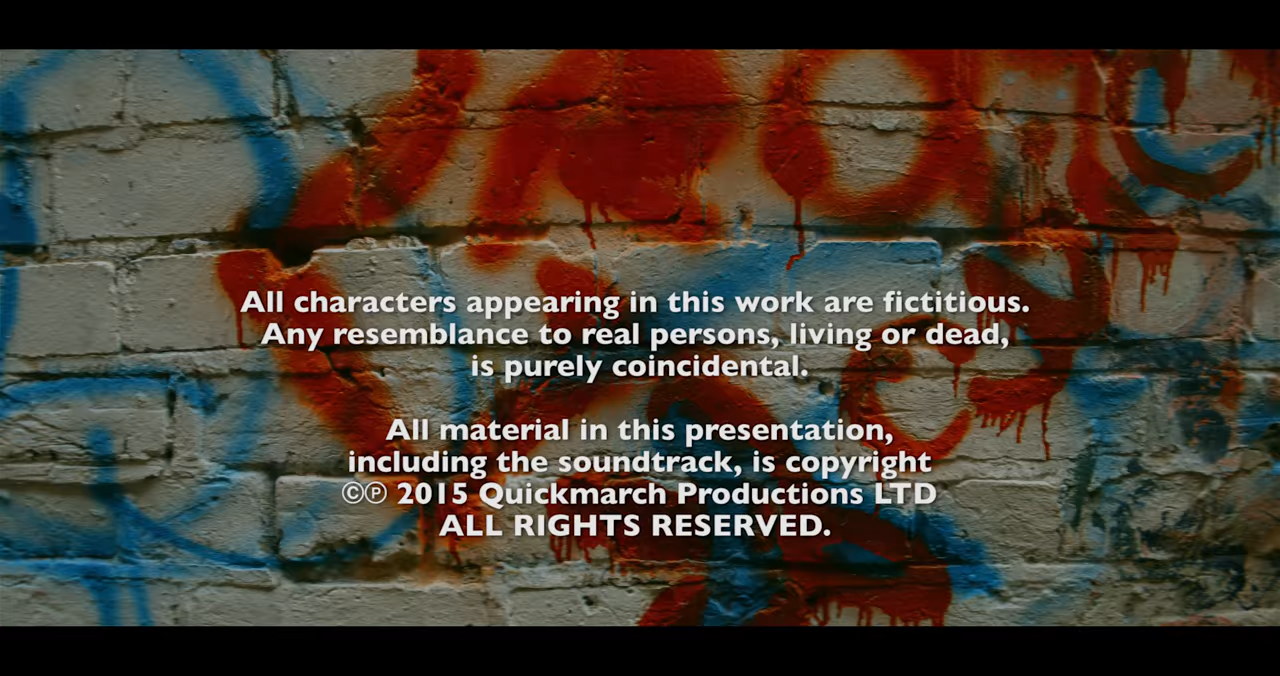 All characters appearing in this work are fictitious.
Any resemblance to real persons, living or dead,
is purely coincidental.
All material in this presentation,
including the soundtrack, is copyright
©℗ 2015 Quickmarch Productions LTD
ALL RIGHTS RESERVED.